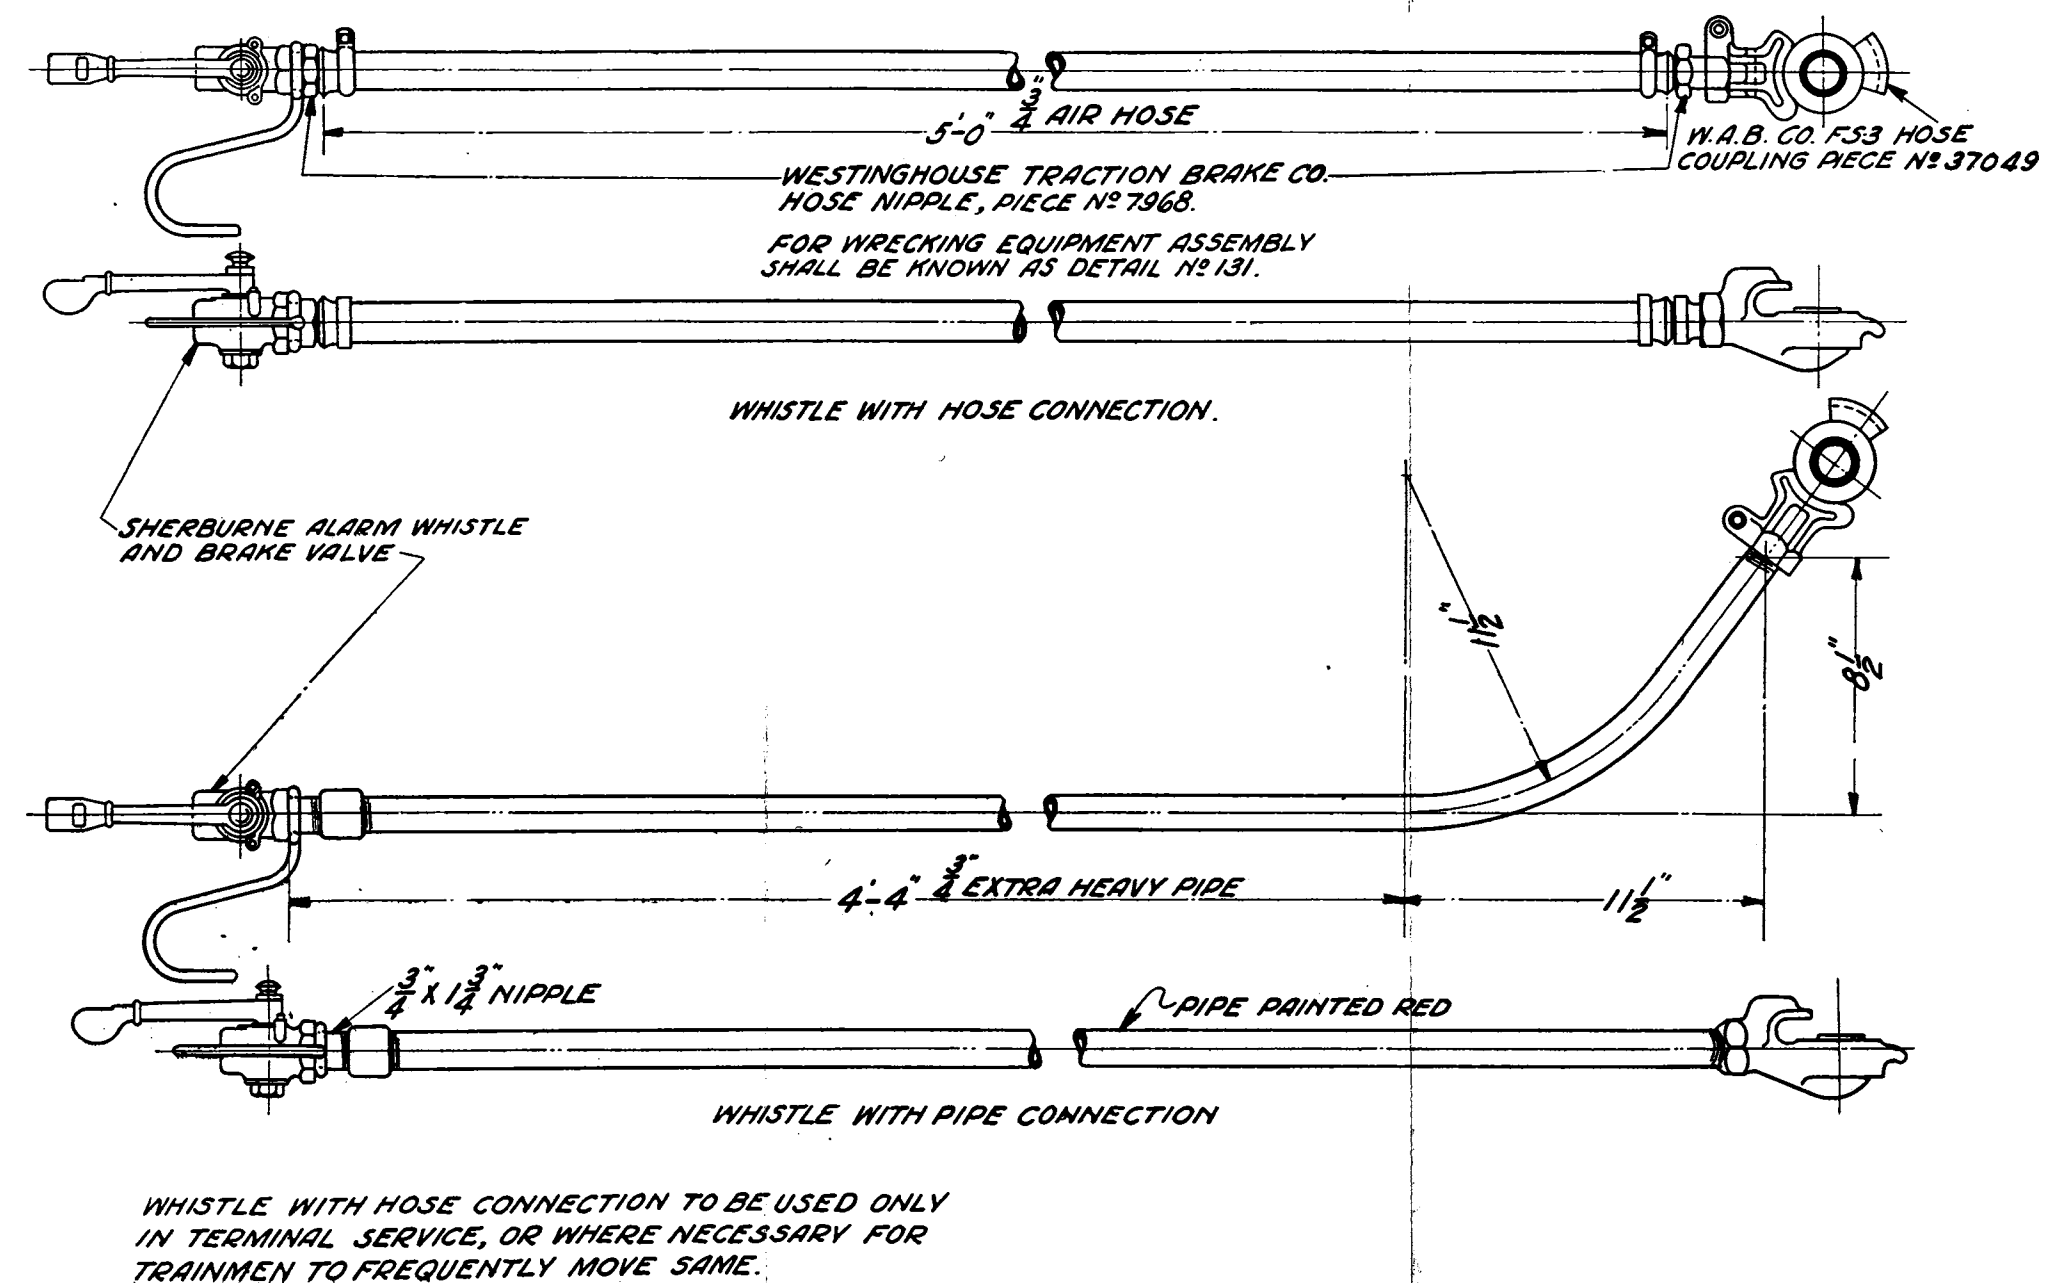 5'-0" 3/4" AIR HOSE
W.A.B. CO. FS3 HOSE
COUPLING PIECE Nº 37049
WESTINGHOUSE TRACTION BRAKE CO.
HOSE NIPPLE, PIECE Nº 7968.
FOR WRECKING EQUIPMENT ASSEMBLY
SHALL BE KNOWN AS DETAIL Nº 131.
WHISTLE WITH HOSE CONNECTION.
SHERBURNE ALARM WHISTLE
AND BRAKE VALVE
11 1/2"
8 1/2"
4'-4" 3/4" EXTRA HEAVY PIPE
11 1/2"
3/4" X 1 3/4" NIPPLE
PIPE PAINTED RED
WHISTLE WITH PIPE CONNECTION
WHISTLE WITH HOSE CONNECTION TO BE USED ONLY
IN TERMINAL SERVICE, OR WHERE NECESSARY FOR
TRAINMEN TO FREQUENTLY MOVE SAME.